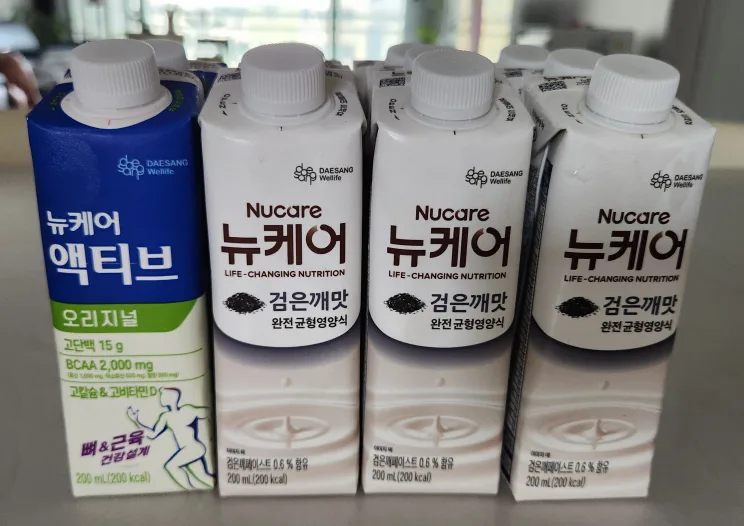 DAESANG
Wellife
뉴케어
액티브
오리지널
고단백 15 g
BCAA 2,000 mg
고칼슘 & 고비타민 D
뼈&근육
건강설계
200 mL (200 kcal)
DAESANG
Wellife
Nucare
뉴케어
LIFE-CHANGING NUTRITION
검은깨맛
완전균형영양식
검은깨페이스트 0.6 % 함유
200 mL(200 kcal)
DAESANG
Wellife
Nucare
뉴케어
LIFE-CHANGING NUTRITION
검은깨맛
완전균형영양식
검은깨페이스트 0.6 % 함유
200 mL(200 kcal)
DAESANG
Wellife
Nucare
뉴케어
LIFE-CHANGING NUTRITION
검은깨맛
완전균형영양식
검은깨페이스트 0.6 % 함유
200 mL(200 kcal)